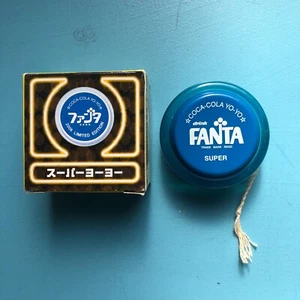 ☆COCA-COLA YO-YO☆
ファンタ
2006 LIMITED EDITION
スーパーヨーヨー
☆COCA-COLA YO-YO☆
drink
FANTA
TRADE MARK REGD
SUPER